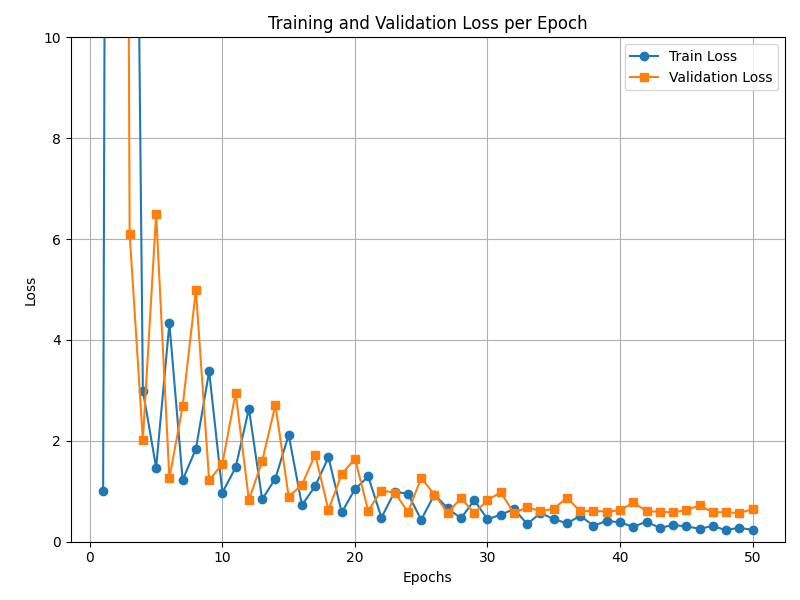 Training and Validation Loss per Epoch
Train Loss
Validation Loss
Loss
10
8
6
4
2
0
0 10 20 30 40 50
Epochs